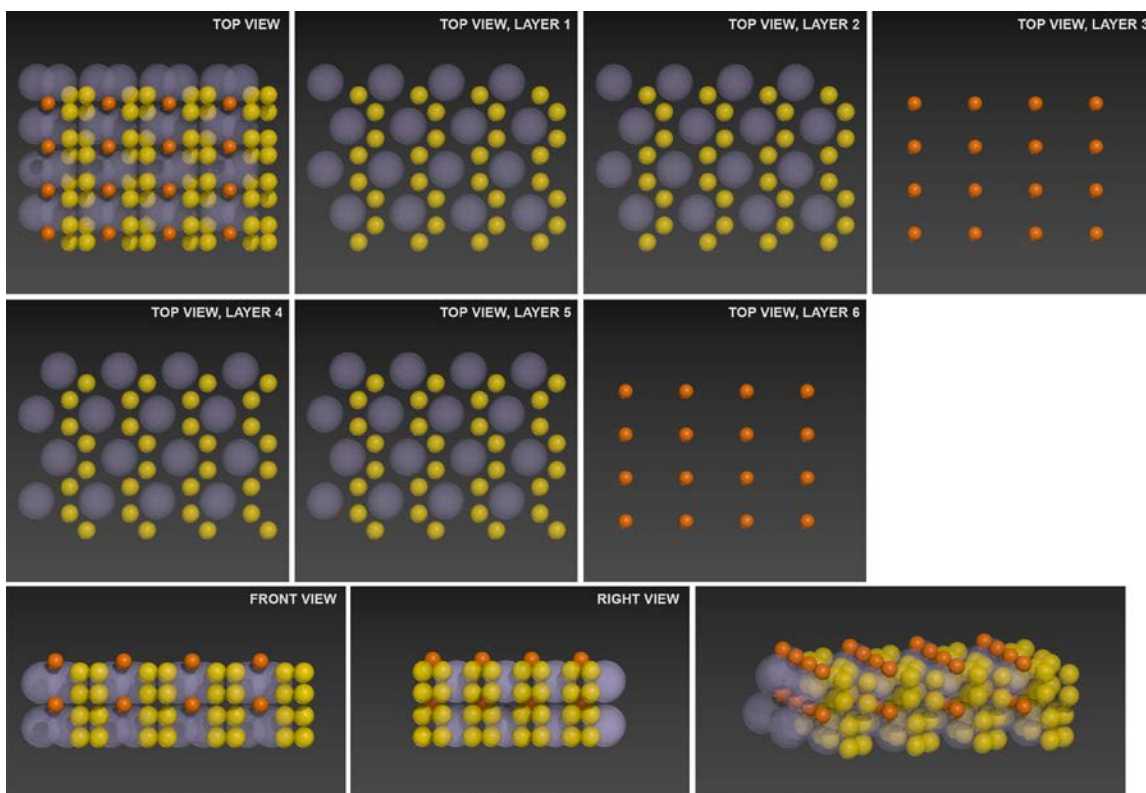 TOP VIEW
TOP VIEW, LAYER 1
TOP VIEW, LAYER 2
TOP VIEW, LAYER 3
TOP VIEW, LAYER 4
TOP VIEW, LAYER 5
TOP VIEW, LAYER 6
FRONT VIEW
RIGHT VIEW